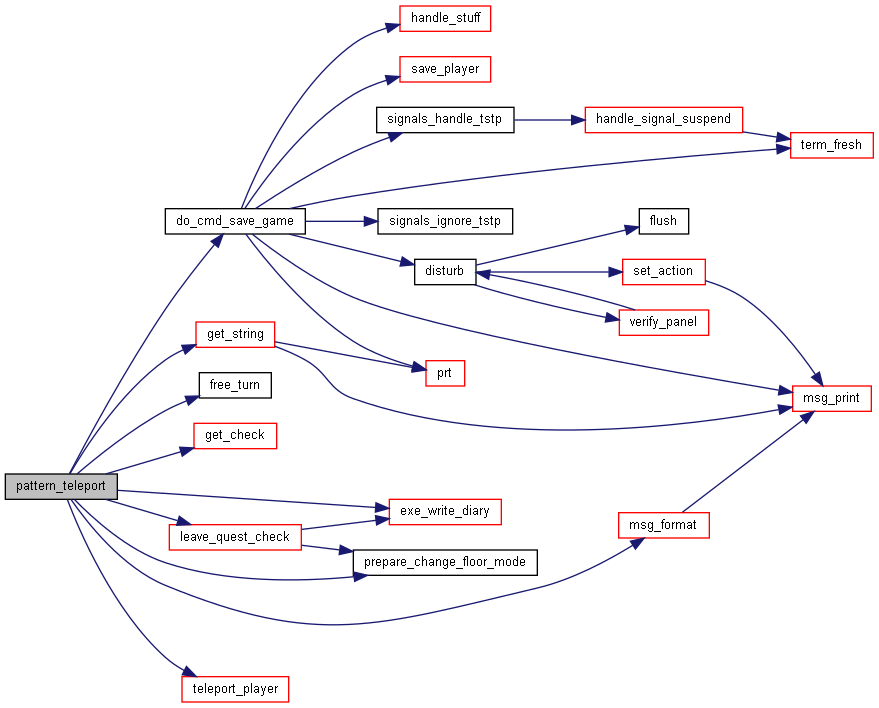 handle_stuff
save_player
signals_handle_tstp
handle_signal_suspend
term_fresh
do_cmd_save_game
signals_ignore_tstp
flush
disturb
set_action
verify_panel
get_string
prt
free_turn
msg_print
get_check
pattern_teleport
exe_write_diary
msg_format
leave_quest_check
prepare_change_floor_mode
teleport_player